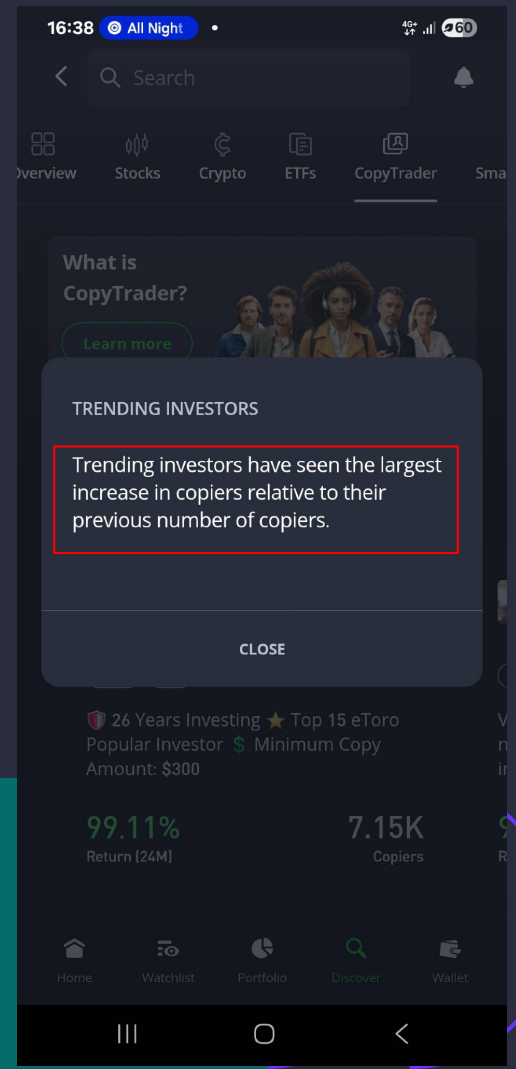 16:38 All Night • 4G+ 60
Search
Overview Stocks Crypto ETFs CopyTrader Sma
What is
CopyTrader?
Learn more
TRENDING INVESTORS
Trending investors have seen the largest
increase in copiers relative to their
previous number of copiers.
CLOSE
🛡️ 26 Years Investing ⭐ Top 15 eToro
Popular Investor 💲 Minimum Copy
Amount: $300
99.11% 7.15K
Return (24M) Copiers
Home Watchlist Portfolio Discover Wallet